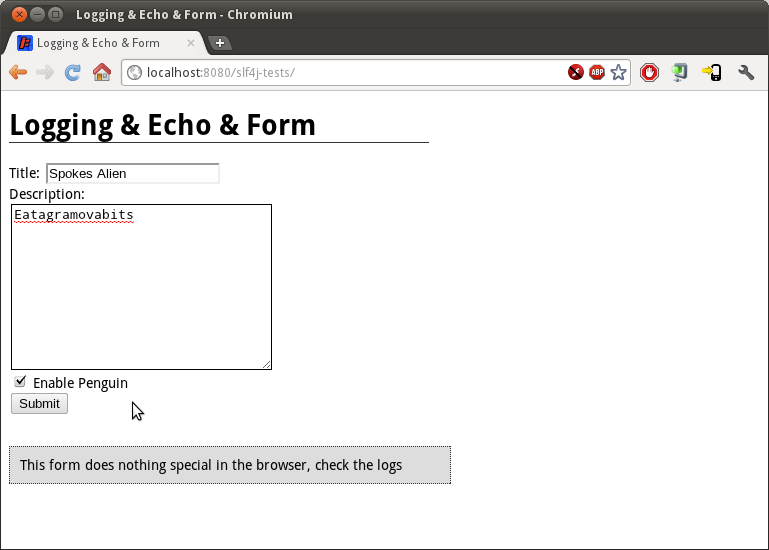 Logging & Echo & Form - Chromium
Logging & Echo & Form
localhost:8080/slf4j-tests/
ABP
Logging & Echo & Form
Title: Spokes Alien
Description:
Eatagramovabits
Enable Penguin
Submit
This form does nothing special in the browser, check the logs